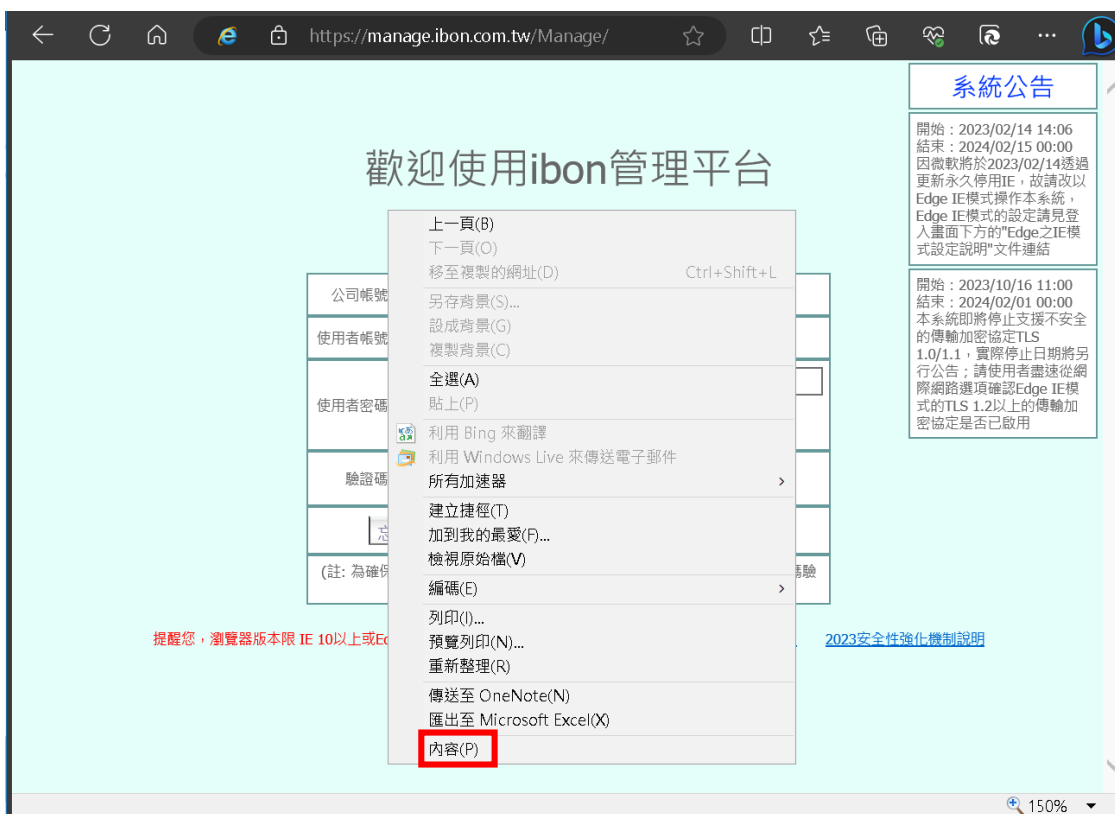 https://manage.ibon.com.tw/Manage/
系統公告
開始：2023/02/14 14:06
結束：2024/02/15 00:00
因微軟將於2023/02/14透過
更新永久停用IE，故請改以
Edge IE模式操作本系統，
Edge IE模式的設定請見登
入畫面下方的"Edge之IE模
式設定說明"文件連結
開始：2023/10/16 11:00
結束：2024/02/01 00:00
本系統即將停止支援不安全
的傳輸加密協定TLS
1.0/1.1，實際停止日期將另
行公告；請使用者盡速從網
際網路選項確認Edge IE模
式的TLS 1.2以上的傳輸加
密協定是否已啟用
歡迎使用ibon管理平台
公司帳號
使用者帳號
使用者密碼
驗證碼
忘
(註: 為確保
碼驗
上一頁(B)
下一頁(O)
移至複製的網址(D) Ctrl+Shift+L
另存背景(S)...
設成背景(G)
複製背景(C)
全選(A)
貼上(P)
利用 Bing 來翻譯
利用 Windows Live 來傳送電子郵件
所有加速器
建立捷徑(T)
加到我的最愛(F)...
檢視原始檔(V)
編碼(E)
列印(I)...
預覽列印(N)...
重新整理(R)
傳送至 OneNote(N)
匯出至 Microsoft Excel(X)
內容(P)
提醒您，瀏覽器版本限 IE 10以上或Ed
2023安全性強化機制說明
150%